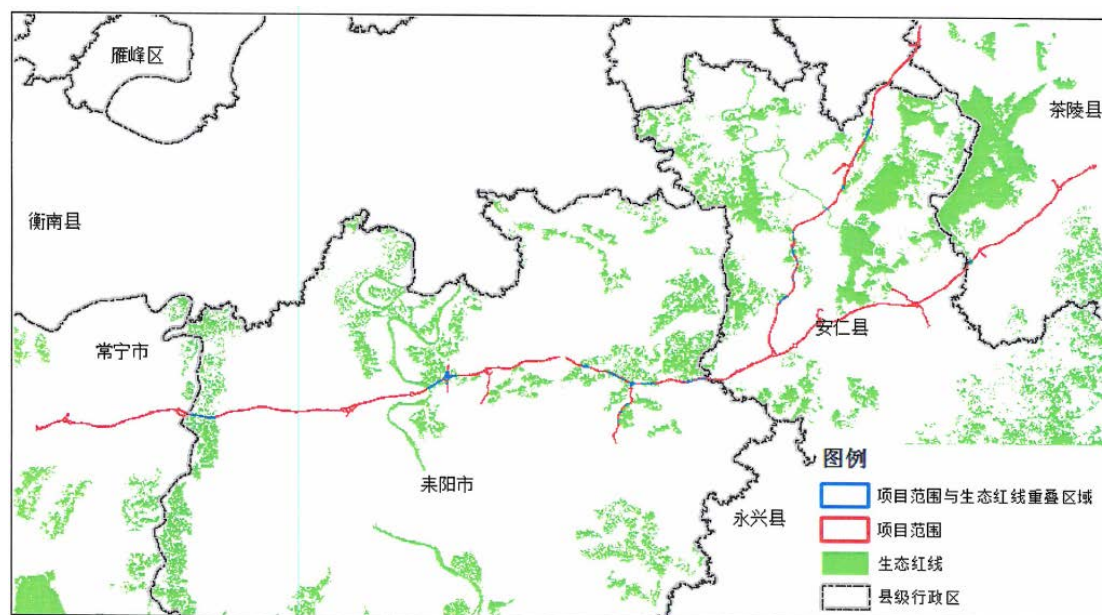 雁峰区
茶陵县
衡南县
安仁县
常宁市
耒阳市
永兴县
图例
项目范围与生态红线重叠区域
项目范围
生态红线
县级行政区